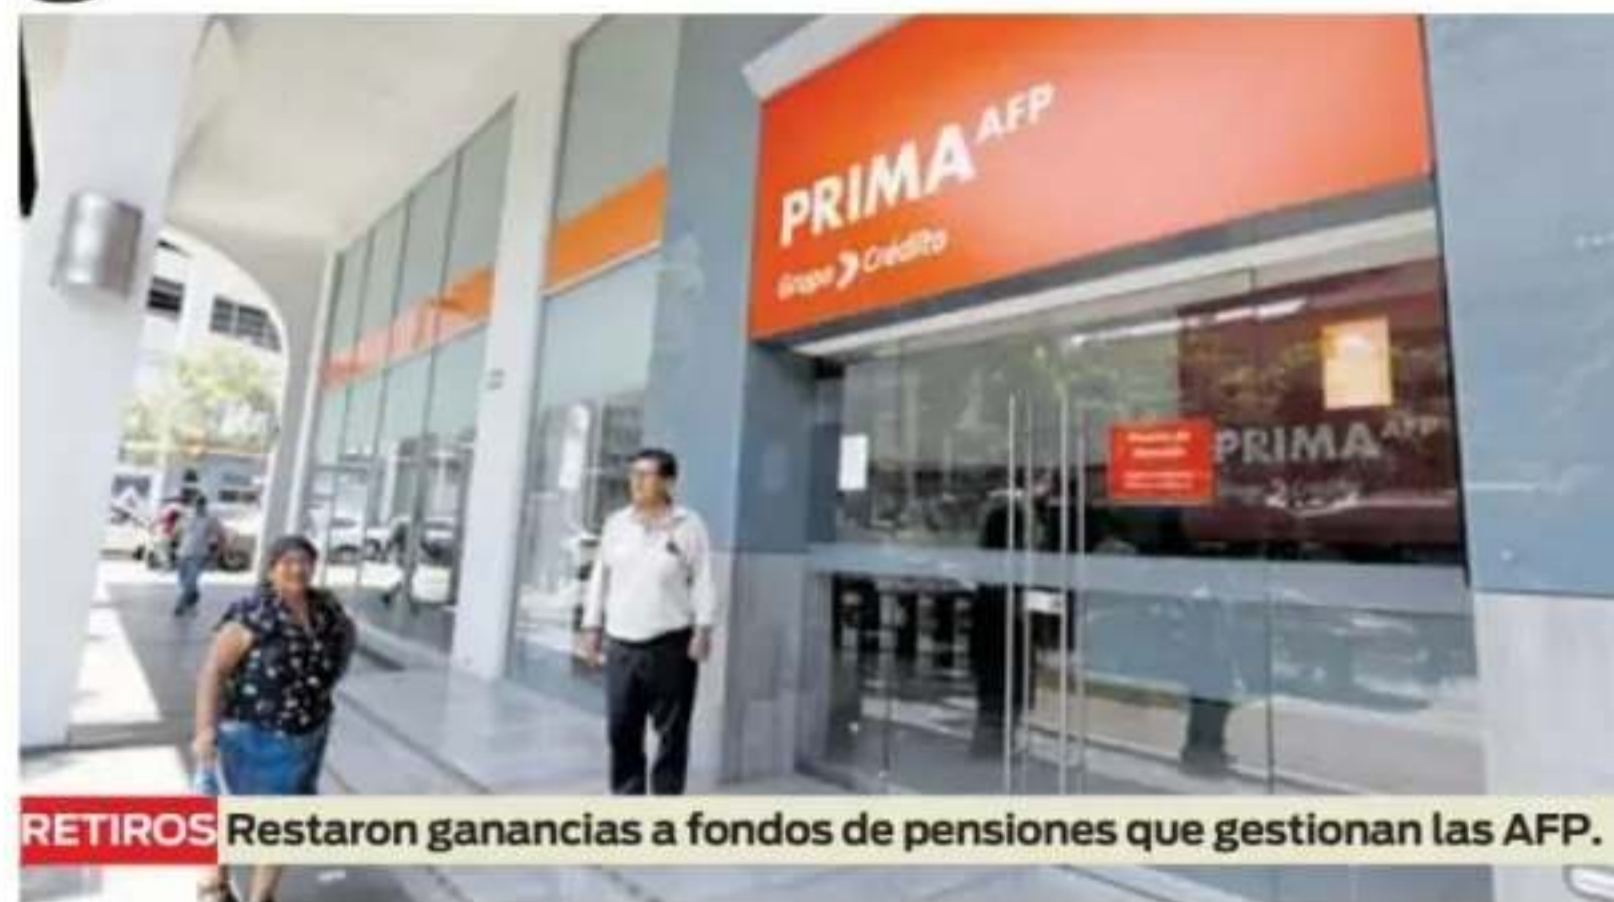 PRIMA AFP
Grupo Crédito
PRIMA AFP
RETIROS Restaron ganancias a fondos de pensiones que gestionan las AFP.